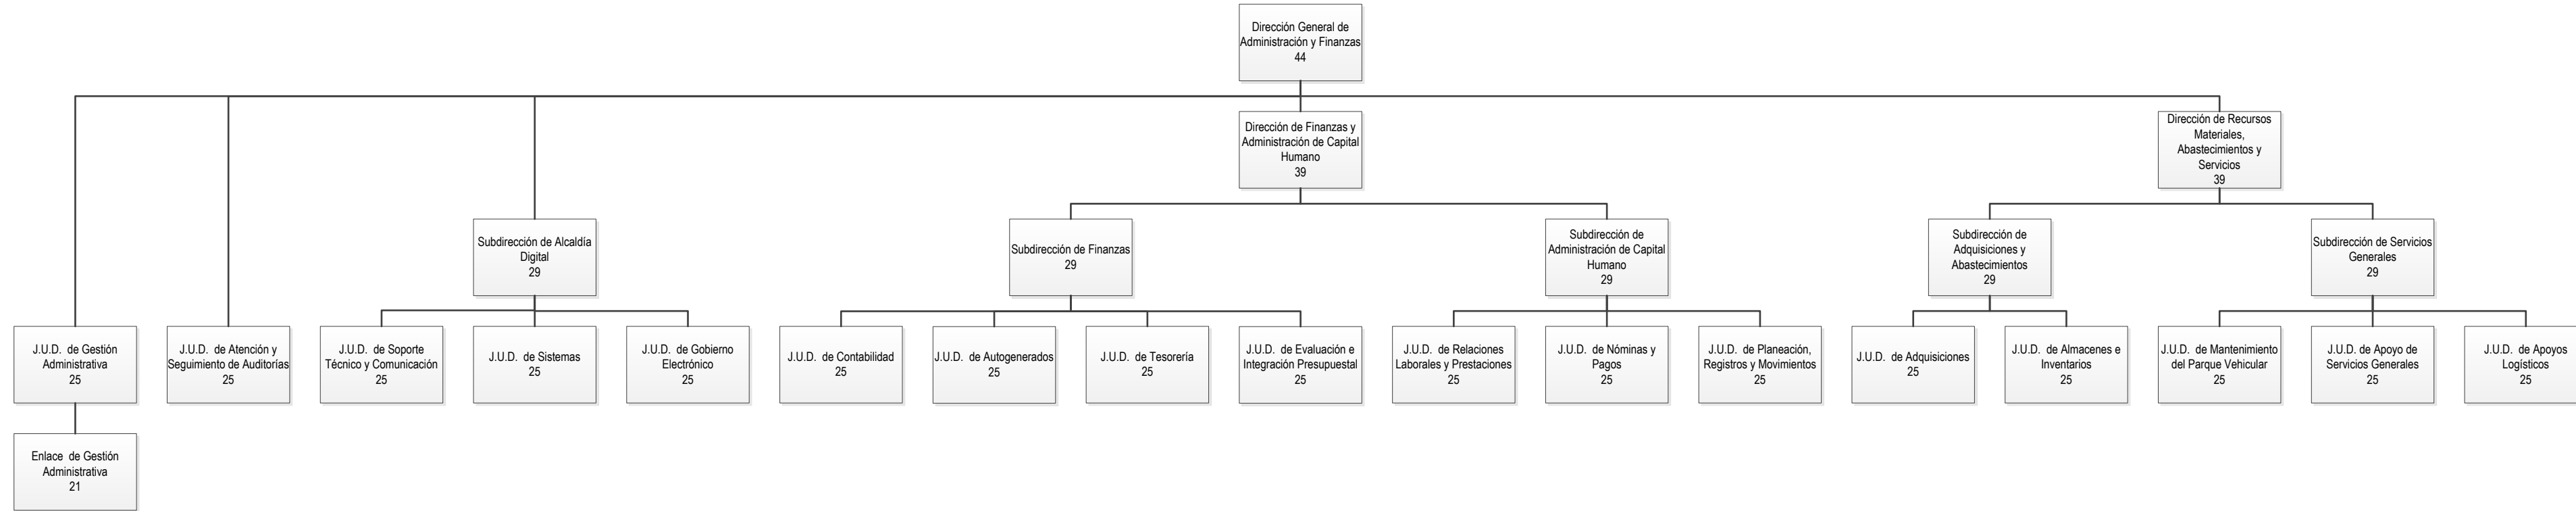 Dirección General de
Administración y Finanzas
44
Dirección de Finanzas y
Administración de Capital
Humano
39
Dirección de Recursos
Materiales,
Abastecimientos y
Servicios
39
Subdirección de Alcaldía
Digital
29
Subdirección de Finanzas
29
Subdirección de
Administración de Capital
Humano
29
Subdirección de
Adquisiciones y
Abastecimientos
29
Subdirección de Servicios
Generales
29
J.U.D. de Gestión
Administrativa
25
J.U.D. de Atención y
Seguimiento de Auditorías
25
J.U.D. de Soporte
Técnico y Comunicación
25
J.U.D. de Sistemas
25
J.U.D. de Gobierno
Electrónico
25
J.U.D. de Contabilidad
25
J.U.D. de Autogenerados
25
J.U.D. de Tesorería
25
J.U.D. de Evaluación e
Integración Presupuestal
25
J.U.D. de Relaciones
Laborales y Prestaciones
25
J.U.D. de Nóminas y
Pagos
25
J.U.D. de Planeación,
Registros y Movimientos
25
J.U.D. de Adquisiciones
25
J.U.D. de Almacenes e
Inventarios
25
J.U.D. de Mantenimiento
del Parque Vehicular
25
J.U.D. de Apoyo de
Servicios Generales
25
J.U.D. de Apoyos
Logísticos
25
Enlace de Gestión
Administrativa
21